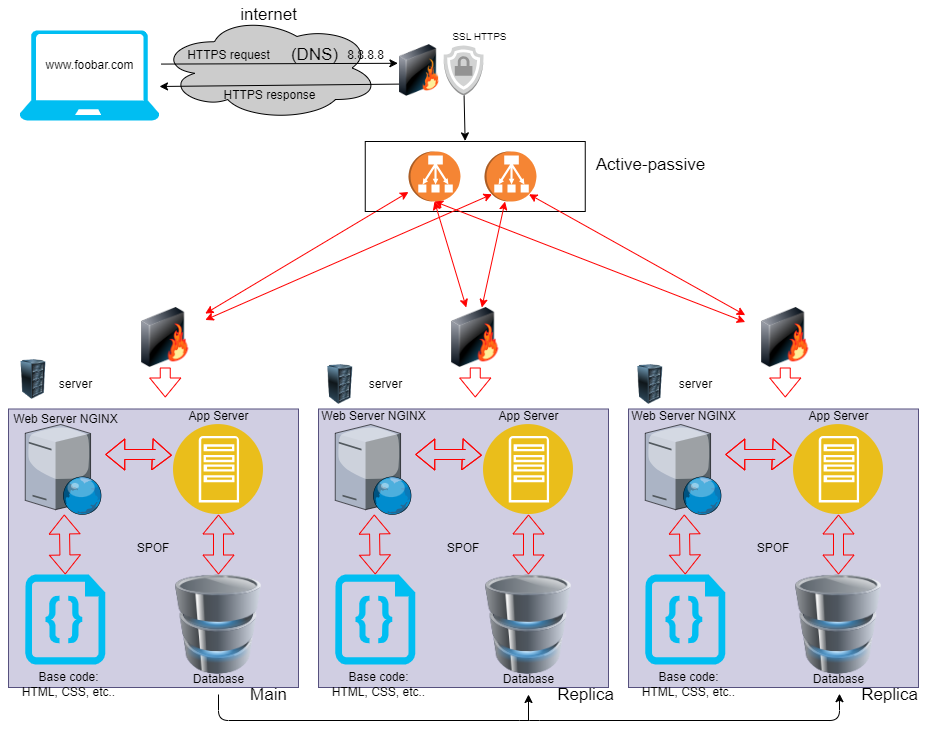 internet
SSL HTTPS
HTTPS request
(DNS)
8.8.8.8
www.foobar.com
HTTPS response
Active-passive
server
server
server
Web Server NGINX
App Server
Web Server NGINX
App Server
Web Server NGINX
App Server
SPOF
SPOF
SPOF
{}
{}
{}
Base code:
HTML, CSS, etc..
Database
Main
Base code:
HTML, CSS, etc..
Database
Replica
Base code:
HTML, CSS, etc..
Database
Replica